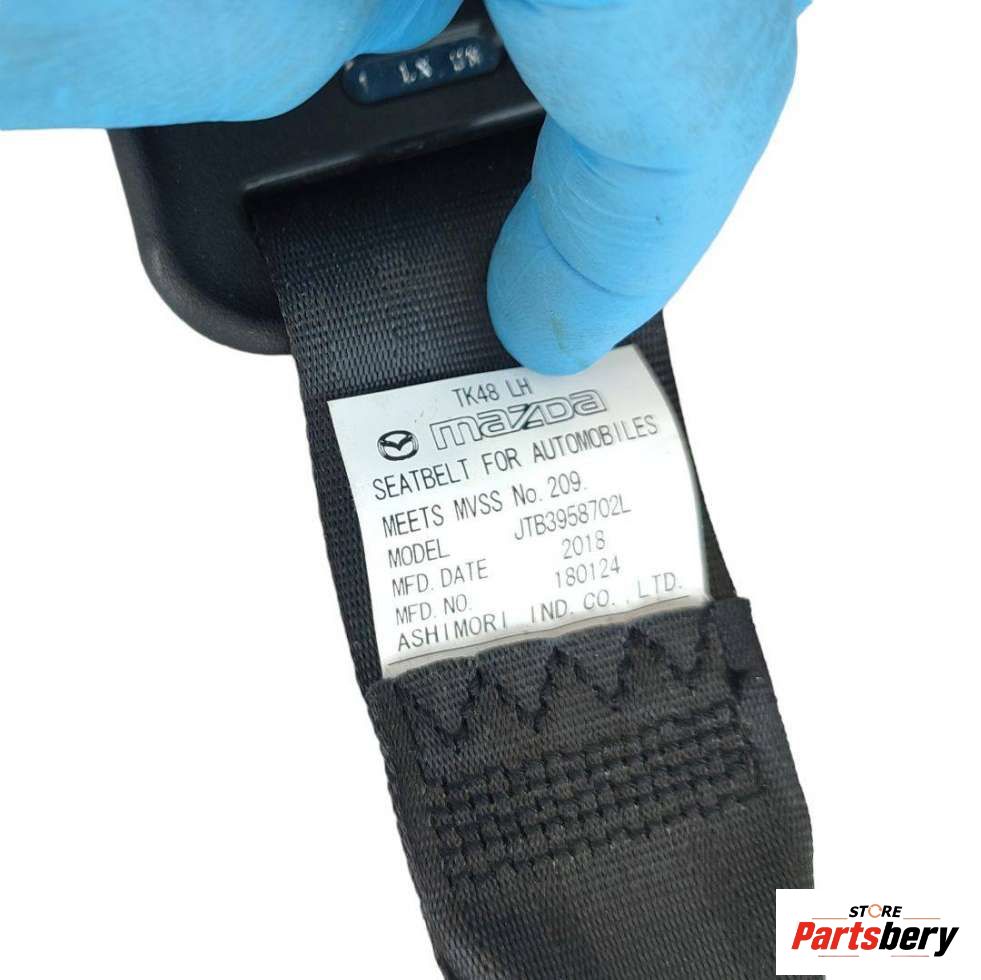 TK48 LH
mazda
SEATBELT FOR AUTOMOBILES
MEETS MVSS No. 209.
MODEL JTB3958702L
MFD. DATE 2018
MFD. NO. 180124
ASHIMORI IND. CO., LTD.
STORE
Partsbery